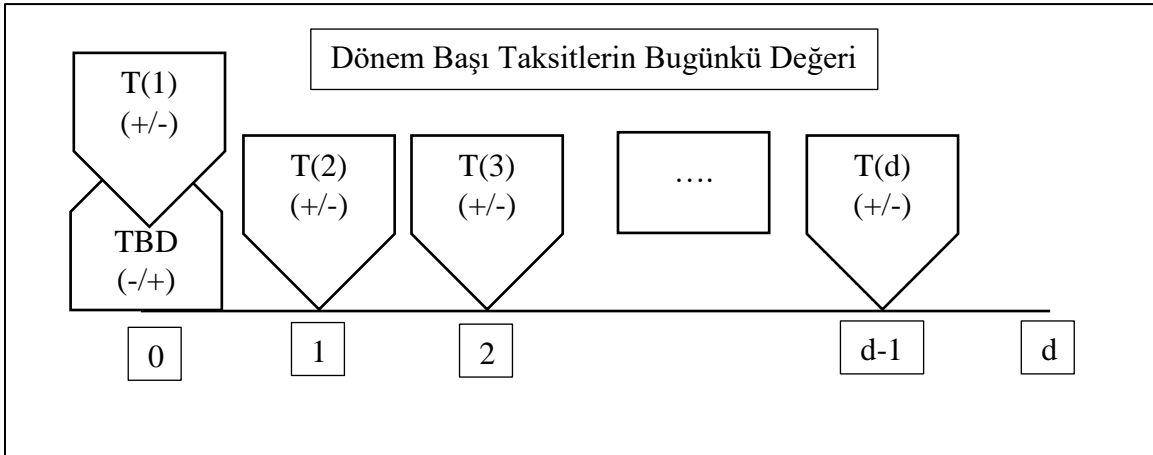 Dönem Başı Taksitlerin Bugünkü Değeri
T(1)
(+/-)
TBD
(-/+)
T(2)
(+/-)
T(3)
(+/-)
….
T(d)
(+/-)
0
1
2
d-1
d